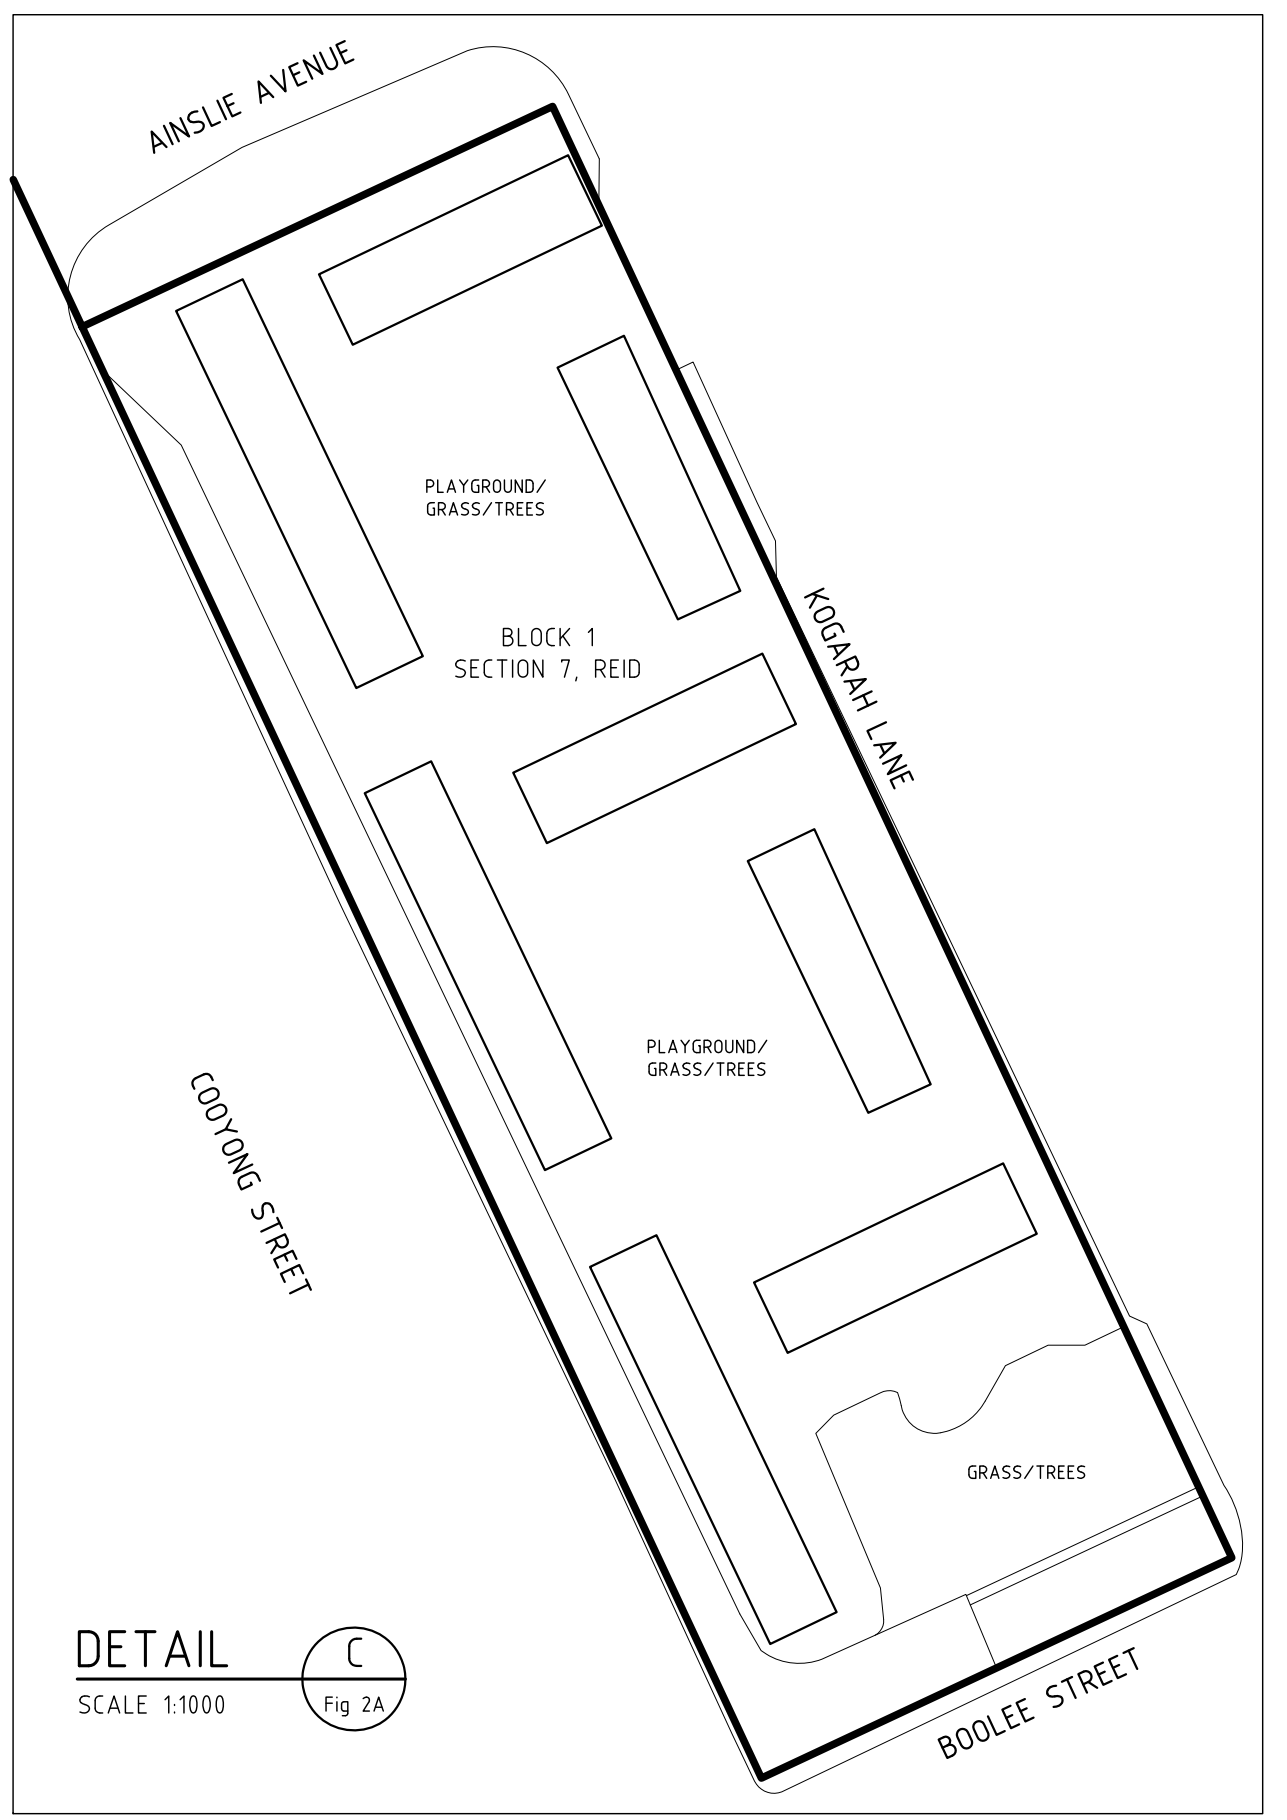 AINSLIE AVENUE
PLAYGROUND/
GRASS/TREES
BLOCK 1
SECTION 7, REID
KOGARAH LANE
PLAYGROUND/
GRASS/TREES
COOYONG STREET
GRASS/TREES
BOOLEE STREET
DETAIL
C
SCALE 1:1000
Fig 2A